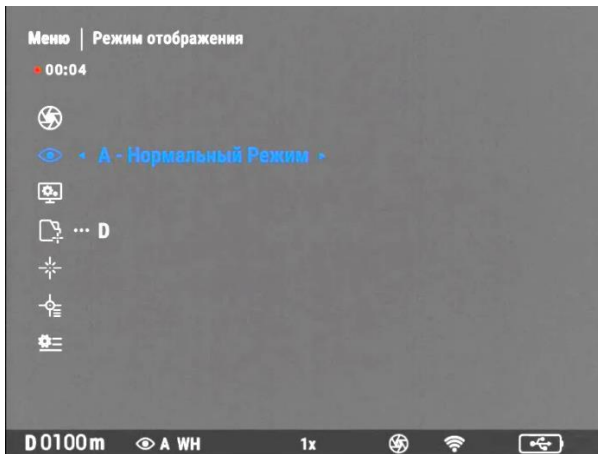 Меню | Режим отображения
00:04
A - Нормальный Режим
··· D
D 0100 m A WH 1x